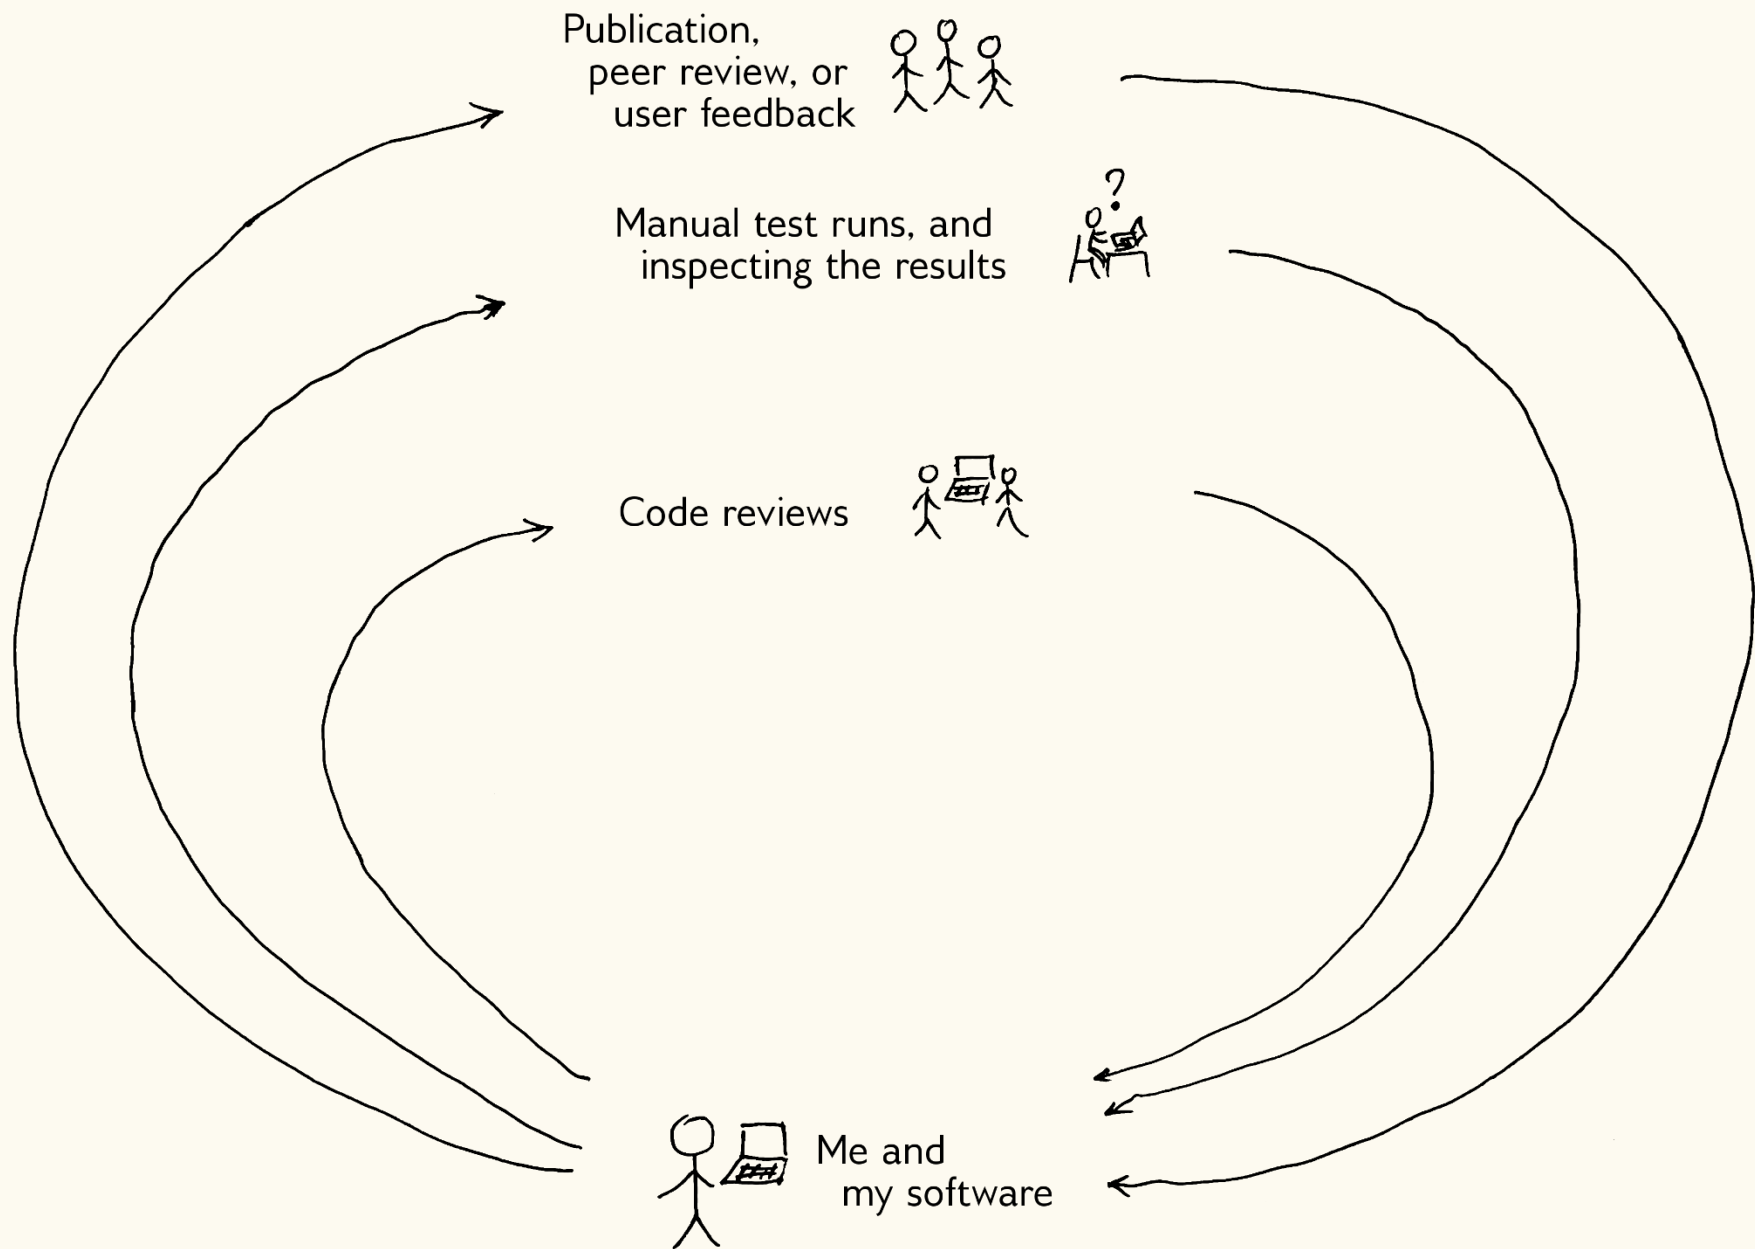 Publication,
peer review, or
user feedback
?
Manual test runs, and
inspecting the results
Code reviews
Me and
my software